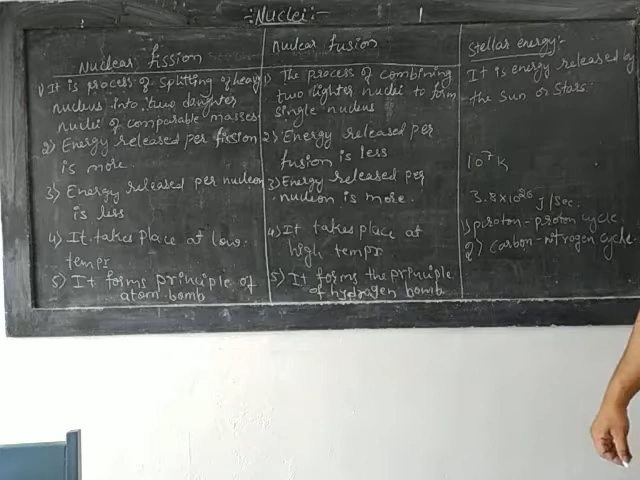 :- Nuclei :-
Nuclear fission
1) It is process of splitting of heavy
nucleus into two daughter
nuclei of comparable masses
2) Energy released per fission
is more.
3) Energy released per nucleon
is less
4) It takes place at low
tempr
5) It forms principle of
atom bomb
nuclear fusion
1) The process of combining
two lighter nuclei to form
single nucleus
2) Energy released per
fusion is less
3) Energy released per
nucleon is more.
4) It takes place at
high tempr
5) It forms the principle
of hydrogen bomb.
Stellar energy :-
It is energy released by
the sun or stars.
10⁷ K
3.8×10²⁶ J/sec.
1) proton-proton cycle
2) carbon-nitrogen cycle